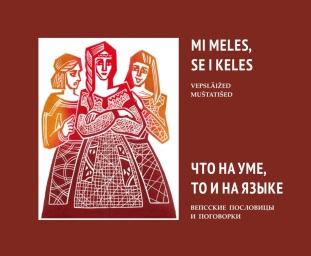 MI MELES,
SE I KELES
VEPSLÄIŽED
MUŠTATIŠED
ЧТО НА УМЕ,
ТО И НА ЯЗЫКЕ
ВЕПССКИЕ ПОСЛОВИЦЫ
И ПОГОВОРКИ